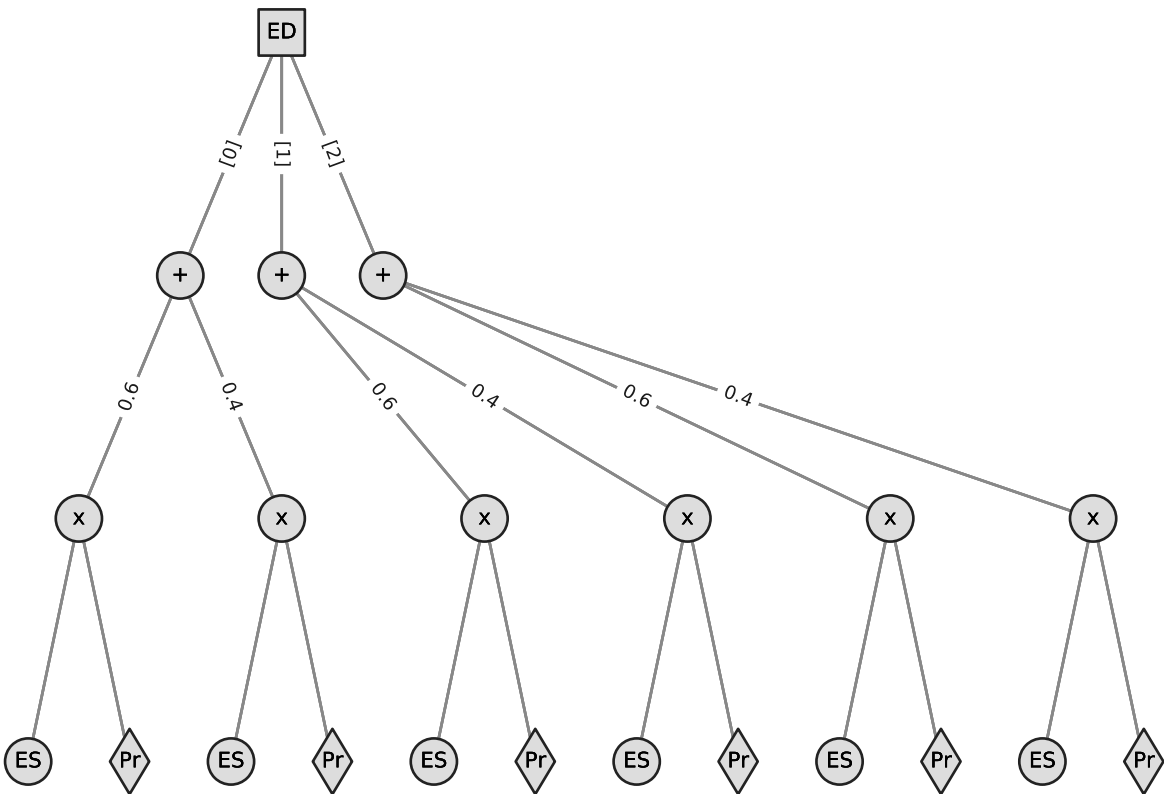 ED
[0] [1] [2]
+ + +
0.6 0.4 0.6 0.4 0.6 0.4
x x x x x x
ES Pr ES Pr ES Pr ES Pr ES Pr ES Pr